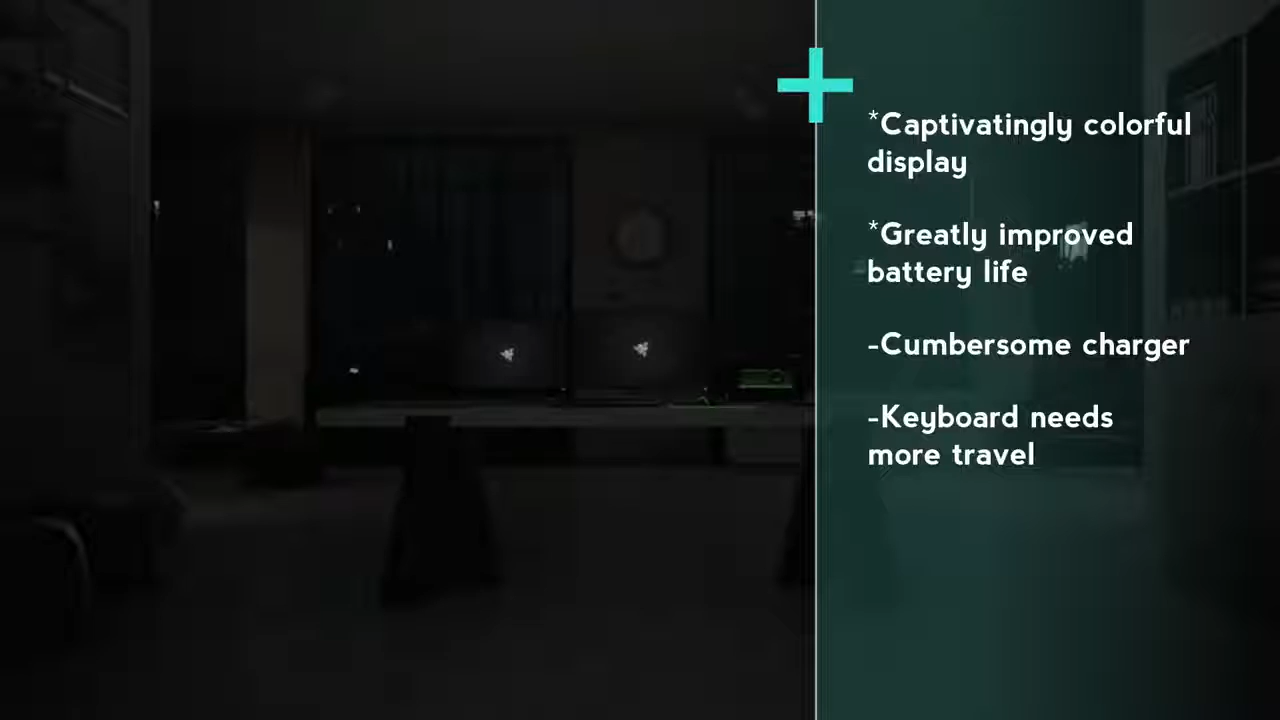 *Captivatingly colorful
display
*Greatly improved
battery life
-Cumbersome charger
-Keyboard needs
more travel